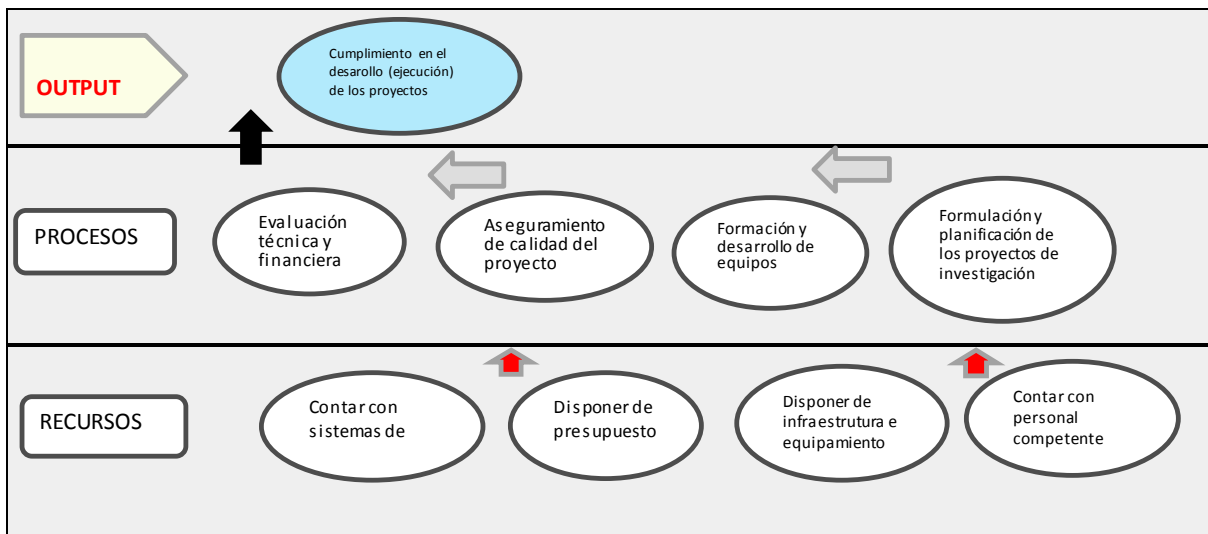 OUTPUT
Cumplimiento en el
desarollo (ejecución)
de los proyectos
PROCESOS
Evaluación
técnica y
financiera
Aseguramiento
de calidad del
proyecto
Formación y
desarrollo de
equipos
Formulación y
planificación de
los proyectos de
investigación
RECURSOS
Contar con
sistemas de
Disponer de
presupuesto
Disponer de
infraestrutura e
equipamiento
Contar con
personal
competente